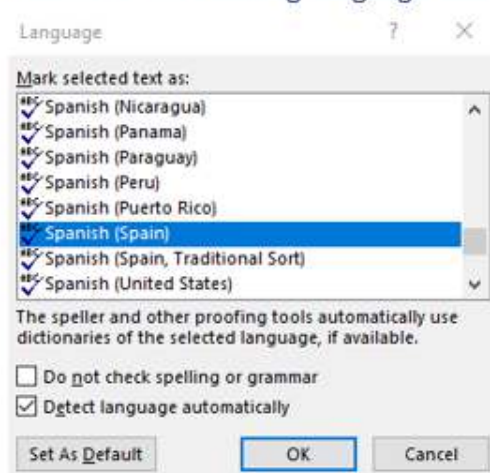 Language ? ×
Mark selected text as:
Spanish (Nicaragua)
Spanish (Panama)
Spanish (Paraguay)
Spanish (Peru)
Spanish (Puerto Rico)
Spanish (Spain)
Spanish (Spain, Traditional Sort)
Spanish (United States)
The speller and other proofing tools automatically use
dictionaries of the selected language, if available.
Do not check spelling or grammar
Detect language automatically
Set As Default OK Cancel